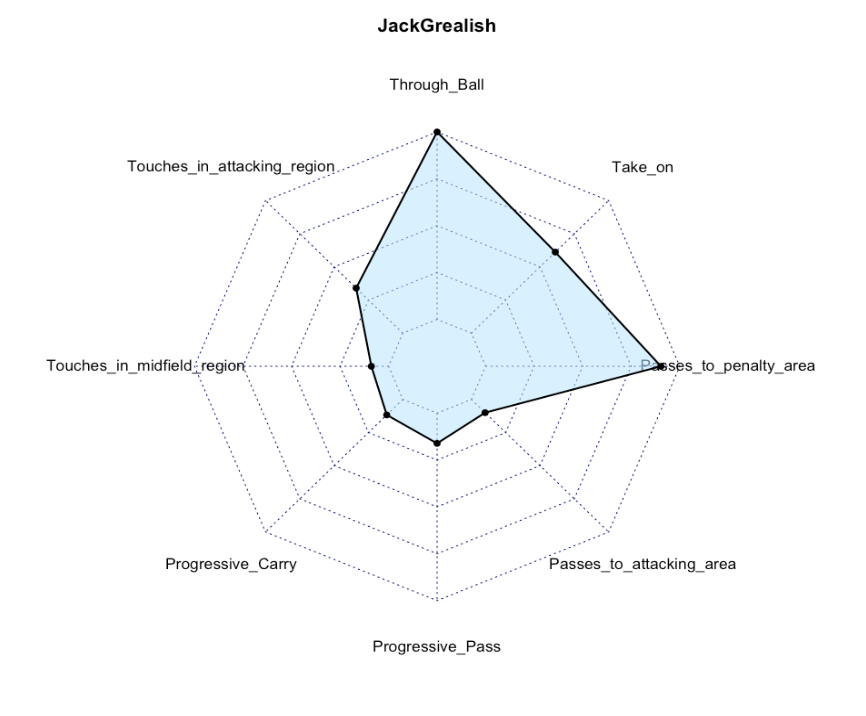 JackGrealish
Through_Ball
Touches_in_attacking_region
Take_on
Touches_in_midfield_region
Passes_to_penalty_area
Progressive_Carry
Passes_to_attacking_area
Progressive_Pass